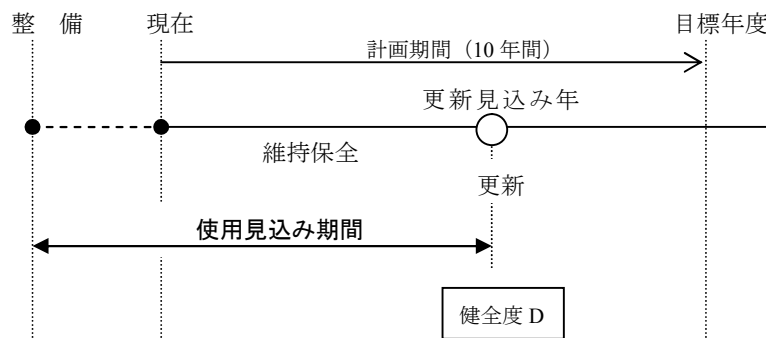 整　備
現在
目標年度
計画期間（10 年間）
更新見込み年
維持保全
更新
使用見込み期間
健全度 D